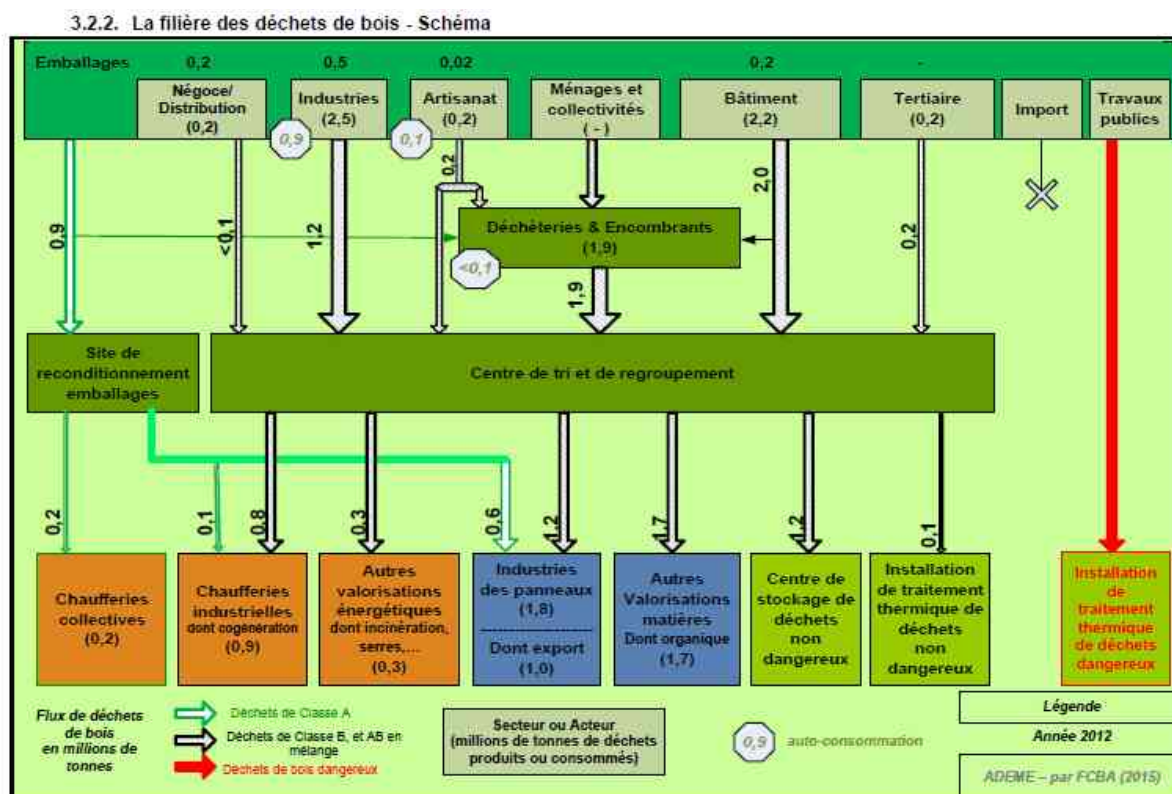 3.2.2. La filière des déchets de bois - Schéma
Emballages 0,2 0,5 0,02 0,2 -
Négoce/
Distribution
(0,2)
Industries
(2,5)
Artisanat
(0,2)
Ménages et
collectivités
( - )
Bâtiment
(2,2)
Tertiaire
(0,2)
Import
Travaux
publics
0,9
0,1
0,9
<0,1
1,2
0,2
2,0
0,2
Déchèteries & Encombrants
(1,9)
<0,1
1,9
Site de
reconditionnement
emballages
Centre de tri et de regroupement
0,2
0,1
0,8
0,3
0,6
1,2
1,7
1,2
0,1
Chaufferies
collectives
(0,2)
Chaufferies
industrielles
dont cogénération
(0,9)
Autres
valorisations
énergétiques
dont incinération,
serres,...
(0,3)
Industries
des panneaux
(1,8)
Dont export
(1,0)
Autres
Valorisations
matières
Dont organique
(1,7)
Centre de
stockage de
déchets
non
dangereux
Installation
de traitement
thermique de
déchets
non
dangereux
Installation
de
traitement
thermique
de déchets
dangereux
Flux de déchets
de bois
en millions de
tonnes
Déchets de Classe A
Déchets de Classe B, et AB en
mélange
Déchets de bois dangereux
Secteur ou Acteur
(millions de tonnes de déchets
produits ou consommés)
0,9
auto-consommation
Légende
Année 2012
ADEME – par FCBA (2015)